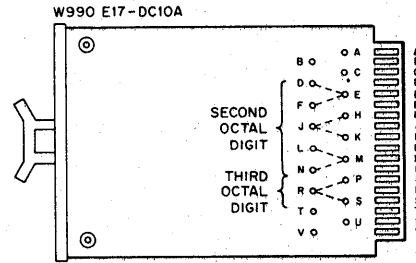 W990 E17-DC10A
A
B
C
D
E
F
H
SECOND
OCTAL
DIGIT
J
K
L
M
N
THIRD
OCTAL
DIGIT
P
R
S
T
U
V